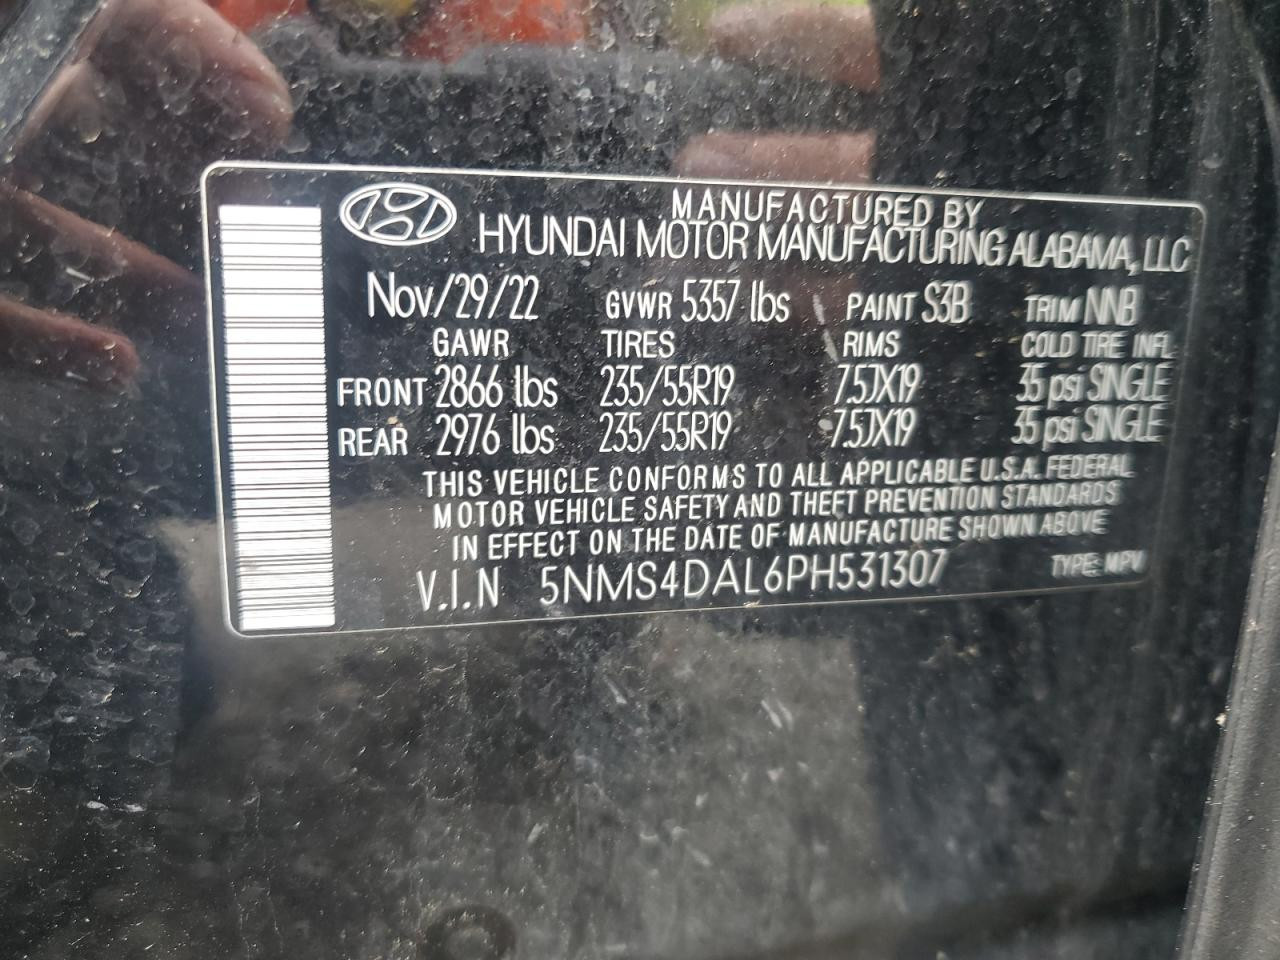 MANUFACTURED BY
HYUNDAI MOTOR MANUFACTURING ALABAMA, LLC
Nov/29/22 GVWR 5357 lbs PAINT S3B TRIM NNB
GAWR TIRES RIMS COLD TIRE INFL
FRONT 2866 lbs 235/55R19 7.5JX19 35 psi SINGLE
REAR 2976 lbs 235/55R19 7.5JX19 35 psi SINGLE
THIS VEHICLE CONFORMS TO ALL APPLICABLE U.S.A. FEDERAL
MOTOR VEHICLE SAFETY AND THEFT PREVENTION STANDARDS
IN EFFECT ON THE DATE OF MANUFACTURE SHOWN ABOVE
V.I.N 5NMS4DAL6PH531307 TYPE: MPV